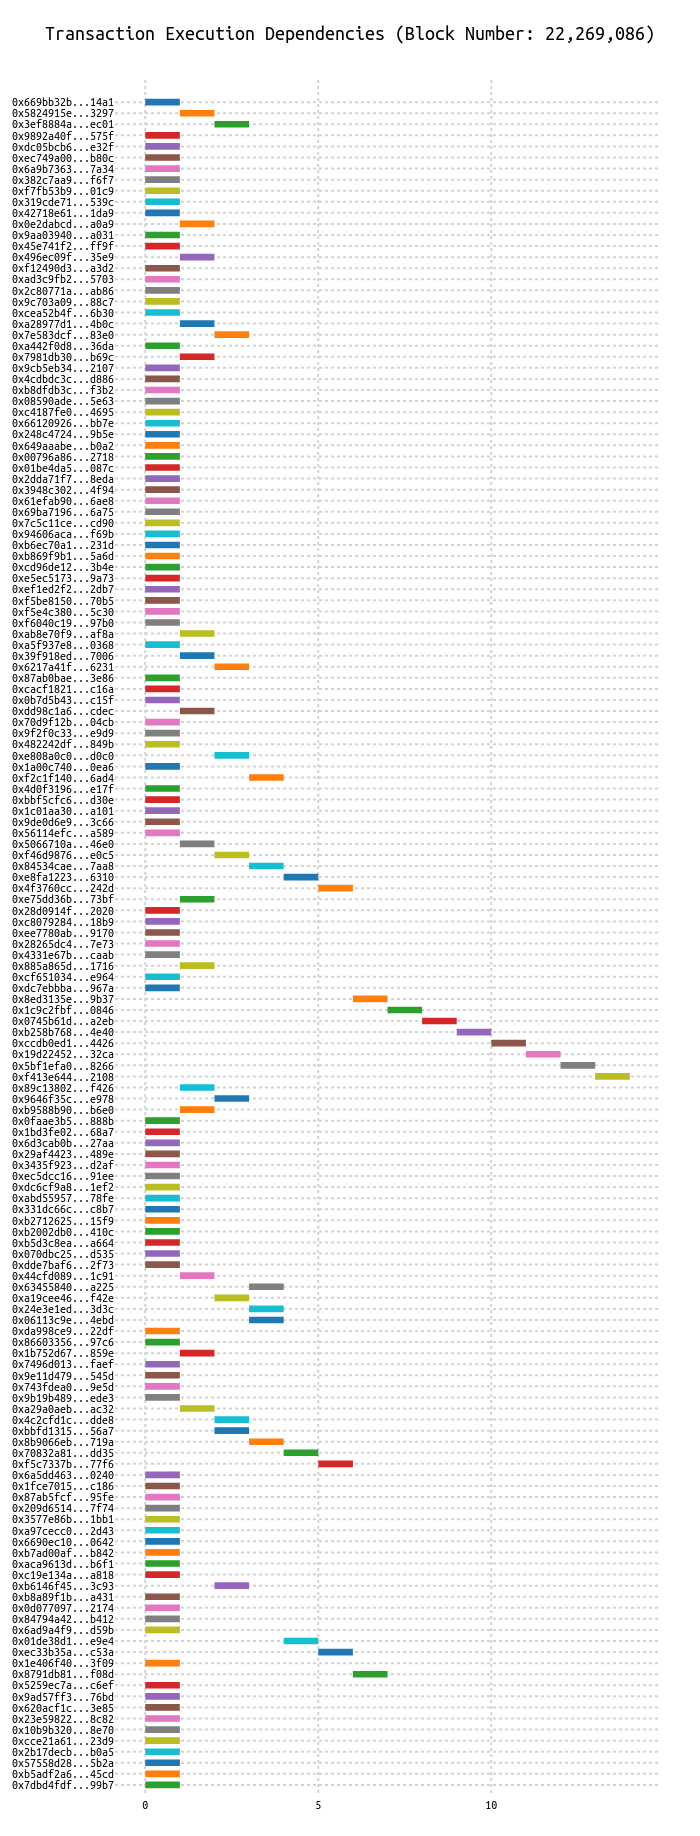 Transaction Execution Dependencies (Block Number: 22,269,086)
0x669bb32b...14a1
0x5824915e...3297
0x3ef8884a...ec01
0x9892a40f...575f
0xdc05bcb6...e32f
0xec749a00...b80c
0x6a9b7363...7a34
0x382c7aa9...f6f7
0xf7fb53b9...01c9
0x319cde71...539c
0x42718e61...1da9
0x0e2dabcd...a0a9
0x9aa03940...a031
0x45e741f2...ff9f
0x496ec09f...35e9
0xf12490d3...a3d2
0xad3c9fb2...5703
0x2c80771a...ab86
0x9c703a09...88c7
0xcea52b4f...6b30
0xa28977d1...4b0c
0x7e583dcf...83e0
0xa442f0d8...36da
0x7981db30...b69c
0x9cb5eb34...2107
0x4cdbdc3c...d886
0xb8dfdb3c...f3b2
0x08590ade...5e63
0xc4187fe0...4695
0x66120926...bb7e
0x248c4724...9b5e
0x649aaabe...b0a2
0x00796a86...2718
0x01be4da5...087c
0x2dda71f7...8eda
0x3948c302...4f94
0x61efab90...6ae8
0x69ba7196...6a75
0x7c5c11ce...cd90
0x94606aca...f69b
0xb6ec70a1...231d
0xb869f9b1...5a6d
0xcd96de12...3b4e
0xe5ec5173...9a73
0xef1ed2f2...2db7
0xf5be8150...70b5
0xf5e4c380...5c30
0xf6040c19...97b0
0xab8e70f9...af8a
0xa5f937e8...0368
0x39f918ed...7006
0x6217a41f...6231
0x87ab0bae...3e86
0xcacf1821...c16a
0x0b7d5b43...c15f
0xdd98c1a6...cdec
0x70d9f12b...04cb
0x9f2f0c33...e9d9
0x482242df...849b
0xe808a0c0...d0c0
0x1a00c740...0ea6
0xf2c1f140...6ad4
0x4d0f3196...e17f
0xbbf5cfc6...d30e
0x1c01aa30...a101
0x9de0d6e9...3c66
0x56114efc...a589
0x5066710a...46e0
0xf46d9876...e0c5
0x84534cae...7aa8
0xe8fa1223...6310
0x4f3760cc...242d
0xe75dd36b...73bf
0x28d0914f...2020
0xc8079284...18b9
0xee7780ab...9170
0x28265dc4...7e73
0x4331e67b...caab
0x885a865d...1716
0xcf651034...e964
0xdc7ebbba...967a
0x8ed3135e...9b37
0x1c9c2fbf...0846
0x0745b61d...a2eb
0xb258b768...4e40
0xccdb0ed1...4426
0x19d22452...32ca
0x5bf1efa0...8266
0xf413e644...2108
0x89c13802...f426
0x9646f35c...e978
0xb9588b90...b6e0
0x0faae3b5...888b
0x1bd3fe02...68a7
0x6d3cab0b...27aa
0x29af4423...489e
0x3435f923...d2af
0xec5dcc16...91ee
0xdc6cf9a8...1ef2
0xabd55957...78fe
0x331dc66c...c8b7
0xb2712625...15f9
0xb2002db0...410c
0xb5d3c8ea...a664
0x070dbc25...d535
0xdde7baf6...2f73
0x44cfd089...1c91
0x63455840...a225
0xa19cee46...f42e
0x24e3e1ed...3d3c
0x06113c9e...4ebd
0xda998ce9...22df
0x86603356...97c6
0x1b752d67...859e
0x7496d013...faef
0x9e11d479...545d
0x743fdea0...9e5d
0x9b19b489...ede3
0xa29a0aeb...ac32
0x4c2cfd1c...dde8
0xbbfd1315...56a7
0x8b9066eb...719a
0x70832a81...dd35
0xf5c7337b...77f6
0x6a5dd463...0240
0x1fce7015...c186
0x87ab5fcf...95fe
0x209d6514...7f74
0x3577e86b...1bb1
0xa97cecc0...2d43
0x6690ec10...0642
0xb7ad00af...b842
0xaca9613d...b6f1
0xc19e134a...a818
0xb6146f45...3c93
0xb8a89f1b...a431
0x0d077097...2174
0x84794a42...b412
0x6ad9a4f9...d59b
0x01de38d1...e9e4
0xec33b35a...c53a
0x1e406f40...3f09
0x8791db81...f08d
0x5259ec7a...c6ef
0x9ad57ff3...76bd
0x620acf1c...3e85
0x23e59822...8c82
0x10b9b320...8e70
0xcce21a61...23d9
0x2b17decb...b0a5
0x57558d28...5b2a
0xb5adf2a6...45cd
0x7dbd4fdf...99b7
0 5 10